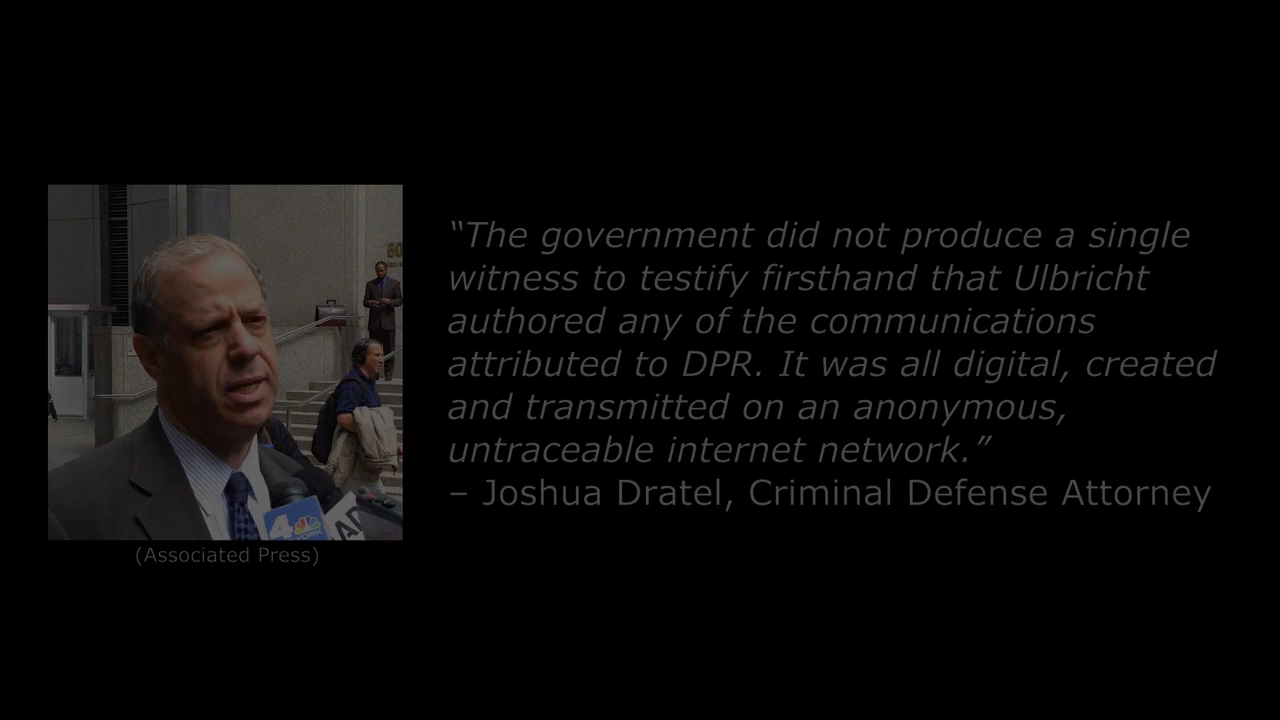 “The government did not produce a single
witness to testify firsthand that Ulbricht
authored any of the communications
attributed to DPR. It was all digital, created
and transmitted on an anonymous,
untraceable internet network.”
– Joshua Dratel, Criminal Defense Attorney
4
(Associated Press)